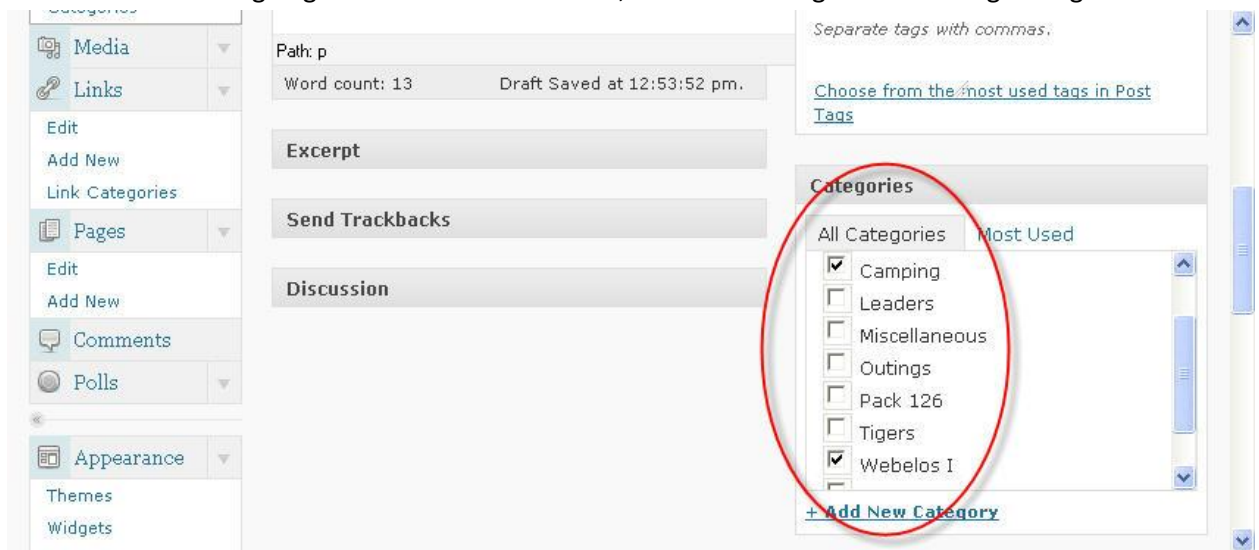 Media
Links
Edit
Add New
Link Categories
Pages
Edit
Add New
Comments
Polls
Appearance
Themes
Widgets
Path: p
Word count: 13 Draft Saved at 12:53:52 pm.
Excerpt
Send Trackbacks
Discussion
Separate tags with commas.
Choose from the most used tags in Post
Tags
Categories
All Categories Most Used
Camping
Leaders
Miscellaneous
Outings
Pack 126
Tigers
Webelos I
+ Add New Category